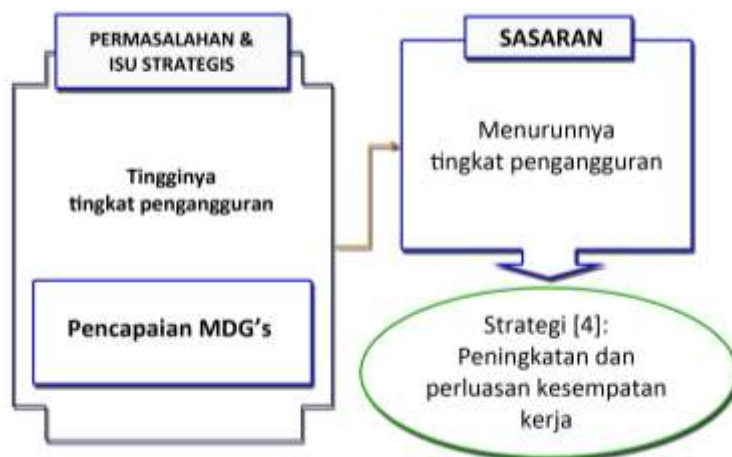 PERMASALAHAN &
ISU STRATEGIS
Tingginya
tingkat pengangguran
Pencapaian MDG's
SASARAN
Menurunnya
tingkat pengangguran
Strategi [4]:
Peningkatan dan
perluasan kesempatan
kerja